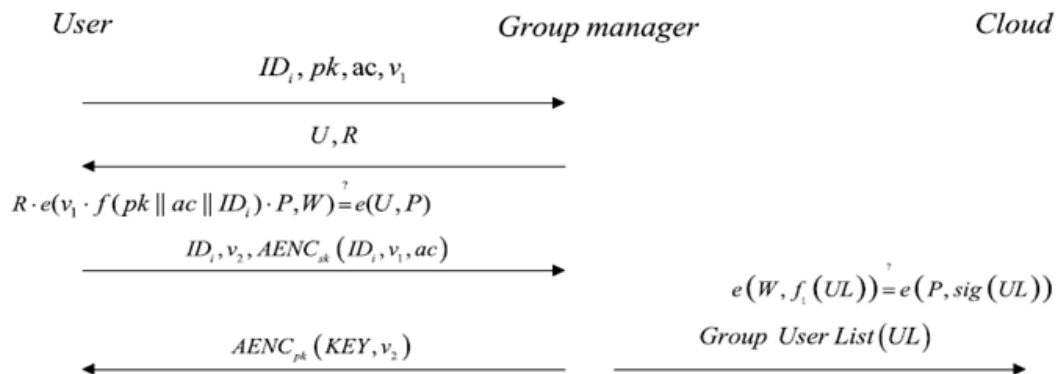 User Group manager Cloud
ID_i, pk, ac, v_1
U, R
R · e(v_1 · f(pk || ac || ID_i) · P, W) ≟ e(U, P)
ID_i, v_2, AENC_sk(ID_i, v_1, ac)
e(W, f_1(UL)) ≟ e(P, sig(UL))
Group User List(UL)
AENC_pk(KEY, v_2)